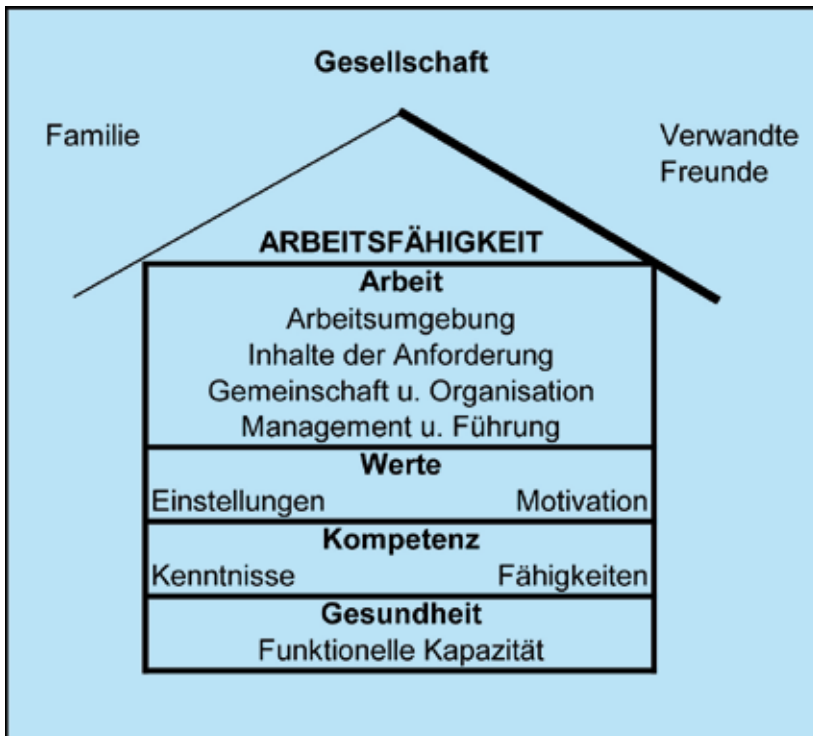 Gesellschaft
Familie
Verwandte
Freunde
ARBEITSFÄHIGKEIT
Arbeit
Arbeitsumgebung
Inhalte der Anforderung
Gemeinschaft u. Organisation
Management u. Führung
Werte
Einstellungen Motivation
Kompetenz
Kenntnisse Fähigkeiten
Gesundheit
Funktionelle Kapazität